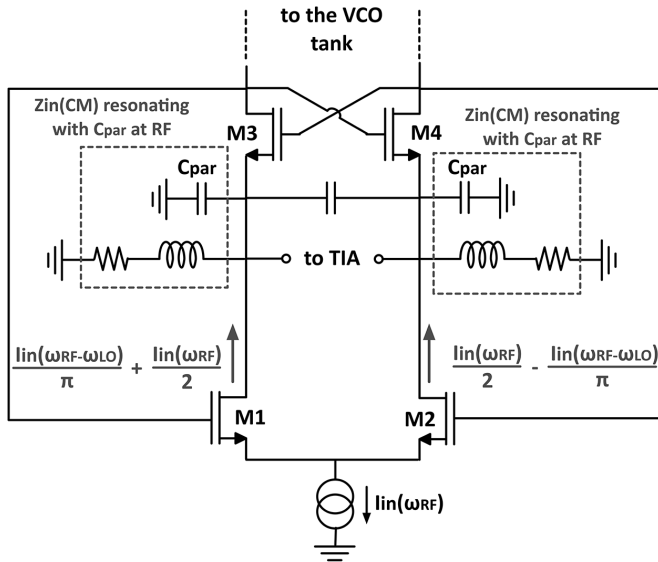 to the VCO
tank
Zin(CM) resonating
with Cpar at RF
M3
M4
Zin(CM) resonating
with Cpar at RF
Cpar
Cpar
to TIA
Iin(ωRF-ωLO)/π + Iin(ωRF)/2
Iin(ωRF)/2 - Iin(ωRF-ωLO)/π
M1
M2
Iin(ωRF)